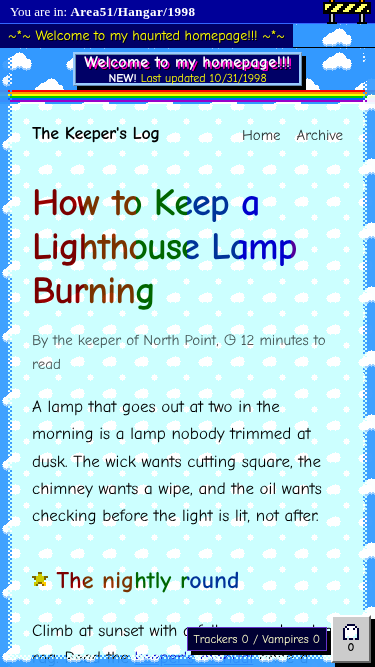 You are in: Area51/Hangar/1998
~*~ Welcome to my haunted homepage!!! ~*~
Welcome to my homepage!!!
NEW! Last updated 10/31/1998
The Keeper's Log
Home Archive
How to Keep a
Lighthouse Lamp
Burning
By the keeper of North Point, 12 minutes to
read
A lamp that goes out at two in the
morning is a lamp nobody trimmed at
dusk. The wick wants cutting square, the
chimney wants a wipe, and the oil wants
checking before the light is lit, not after.
The nightly round
Climb at sunset with a
Trackers 0 / Vampires 0
0